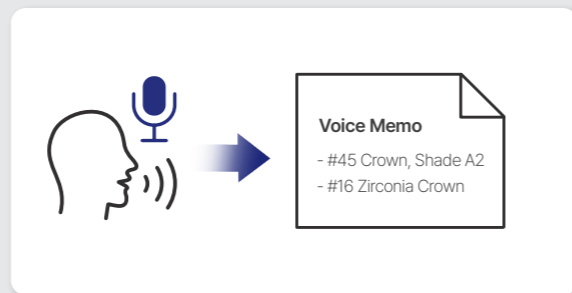 Voice Memo
- #45 Crown, Shade A2
- #16 Zirconia Crown